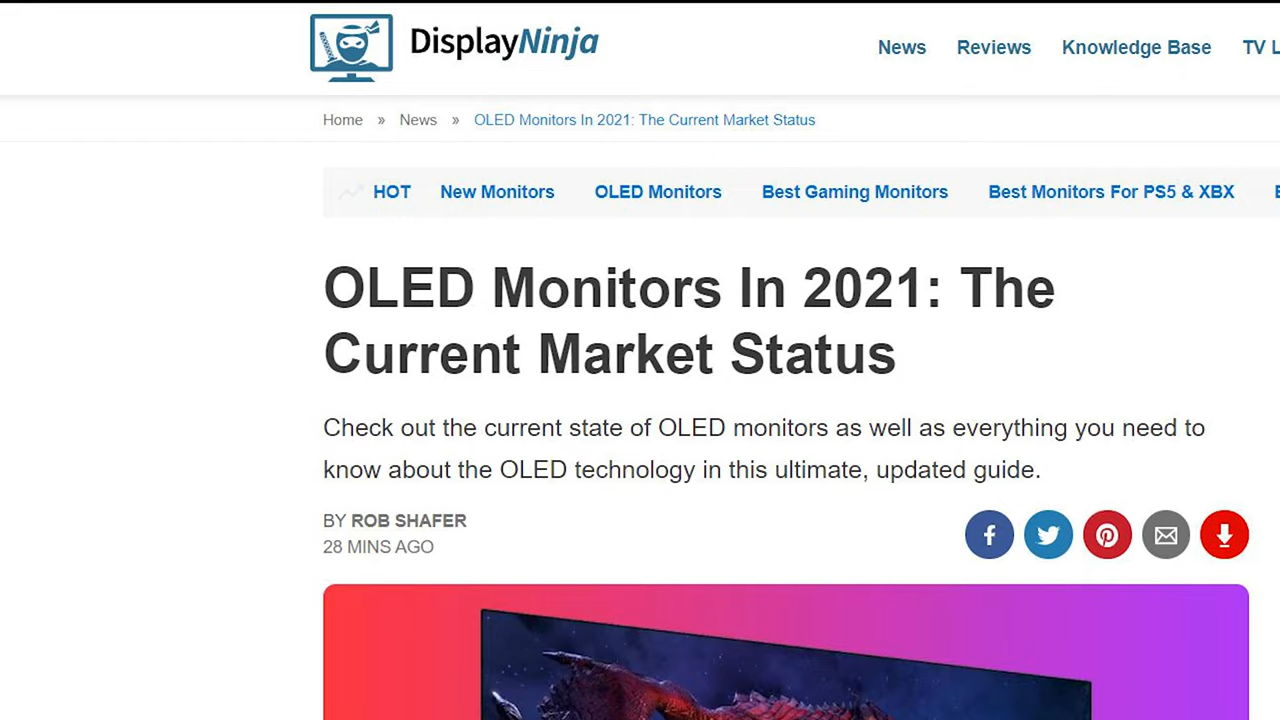 DisplayNinja
News Reviews Knowledge Base TV L
Home » News » OLED Monitors In 2021: The Current Market Status
HOT New Monitors OLED Monitors Best Gaming Monitors Best Monitors For PS5 & XBX
OLED Monitors In 2021: The
Current Market Status
Check out the current state of OLED monitors as well as everything you need to
know about the OLED technology in this ultimate, updated guide.
BY ROB SHAFER
28 MINS AGO